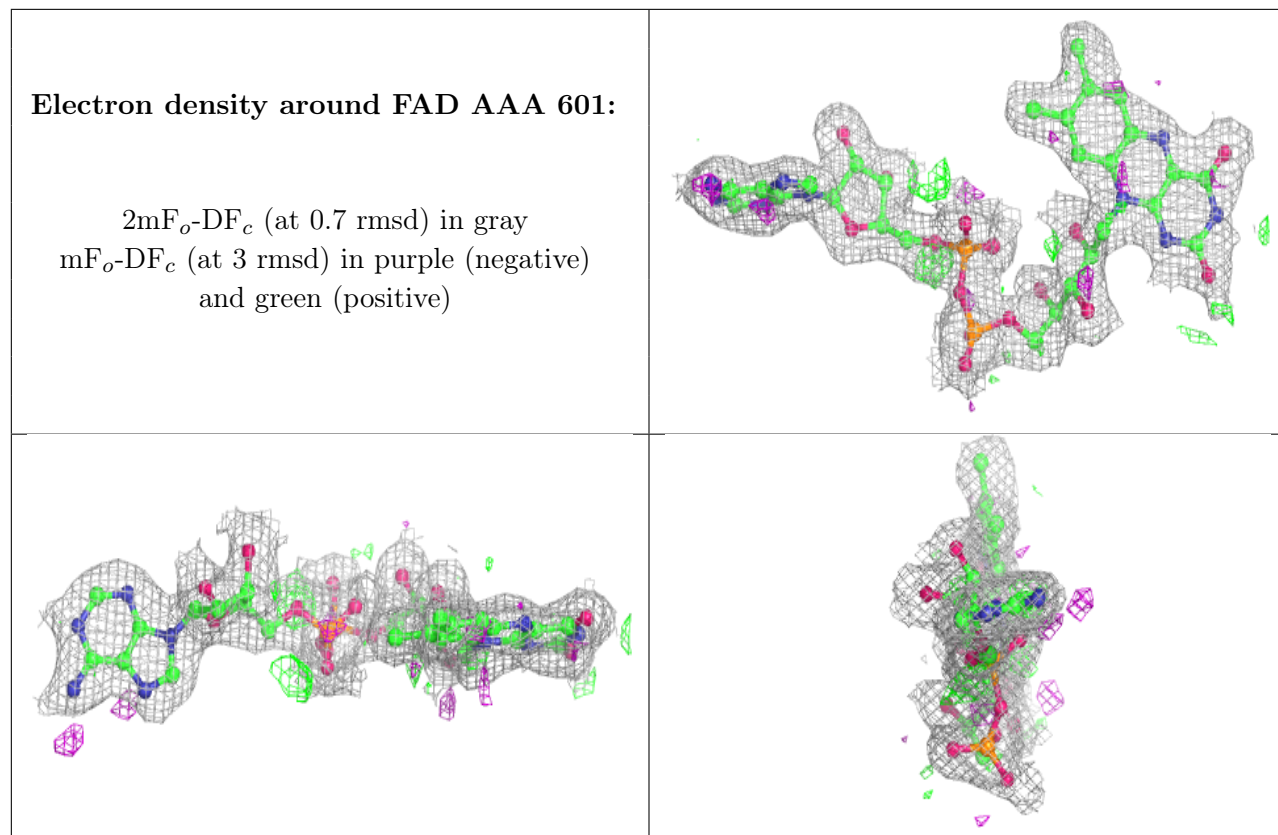 Electron density around FAD AAA 601:
2mFₒ-DF𝑐 (at 0.7 rmsd) in gray
mFₒ-DF𝑐 (at 3 rmsd) in purple (negative)
and green (positive)